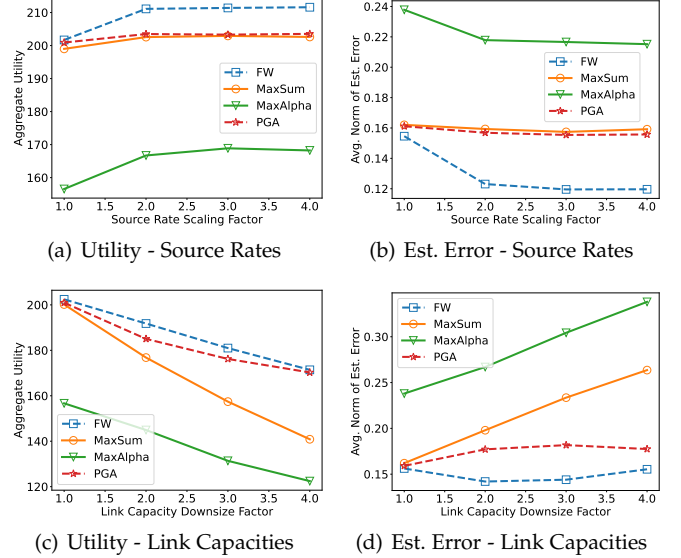 210
200
190
180
170
160
Aggregate Utility
FW
MaxSum
MaxAlpha
PGA
1.0 1.5 2.0 2.5 3.0 3.5 4.0
Source Rate Scaling Factor
(a) Utility - Source Rates
0.24
0.22
0.20
0.18
0.16
0.14
0.12
Avg. Norm of Est. Error
FW
MaxSum
MaxAlpha
PGA
1.0 1.5 2.0 2.5 3.0 3.5 4.0
Source Rate Scaling Factor
(b) Est. Error - Source Rates
200
180
160
140
120
Aggregate Utility
FW
MaxSum
MaxAlpha
PGA
1.0 1.5 2.0 2.5 3.0 3.5 4.0
Link Capacity Downsize Factor
(c) Utility - Link Capacities
0.30
0.25
0.20
0.15
Avg. Norm of Est. Error
FW
MaxSum
MaxAlpha
PGA
1.0 1.5 2.0 2.5 3.0 3.5 4.0
Link Capacity Downsize Factor
(d) Est. Error - Link Capacities